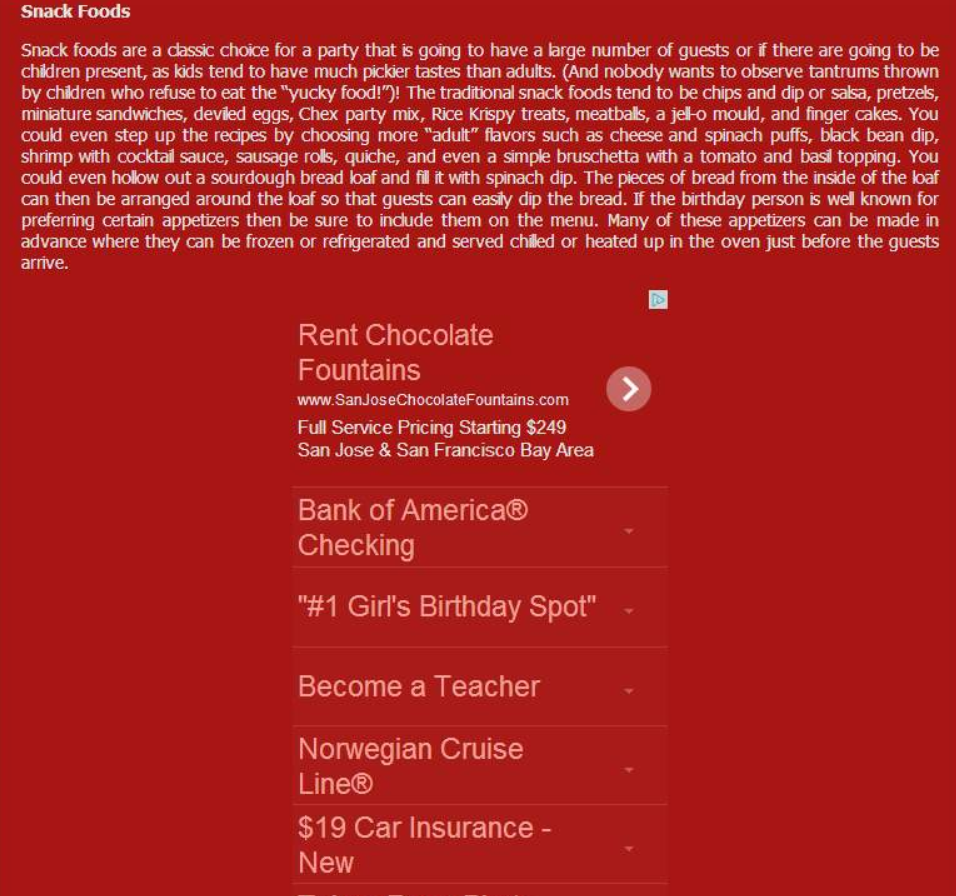 Snack Foods
Snack foods are a classic choice for a party that is going to have a large number of guests or if there are going to be
children present, as kids tend to have much pickier tastes than adults. (And nobody wants to observe tantrums thrown
by children who refuse to eat the “yucky food!”)! The traditional snack foods tend to be chips and dip or salsa, pretzels,
miniature sandwiches, deviled eggs, Chex party mix, Rice Krispy treats, meatballs, a jell-o mould, and finger cakes. You
could even step up the recipes by choosing more “adult” flavors such as cheese and spinach puffs, black bean dip,
shrimp with cocktail sauce, sausage rolls, quiche, and even a simple bruschetta with a tomato and basil topping. You
could even hollow out a sourdough bread loaf and fill it with spinach dip. The pieces of bread from the inside of the loaf
can then be arranged around the loaf so that guests can easily dip the bread. If the birthday person is well known for
preferring certain appetizers then be sure to include them on the menu. Many of these appetizers can be made in
advance where they can be frozen or refrigerated and served chilled or heated up in the oven just before the guests
arrive.
Rent Chocolate
Fountains
www.SanJoseChocolateFountains.com
Full Service Pricing Starting $249
San Jose & San Francisco Bay Area
Bank of America®
Checking
"#1 Girl's Birthday Spot"
Become a Teacher
Norwegian Cruise
Line®
$19 Car Insurance -
New